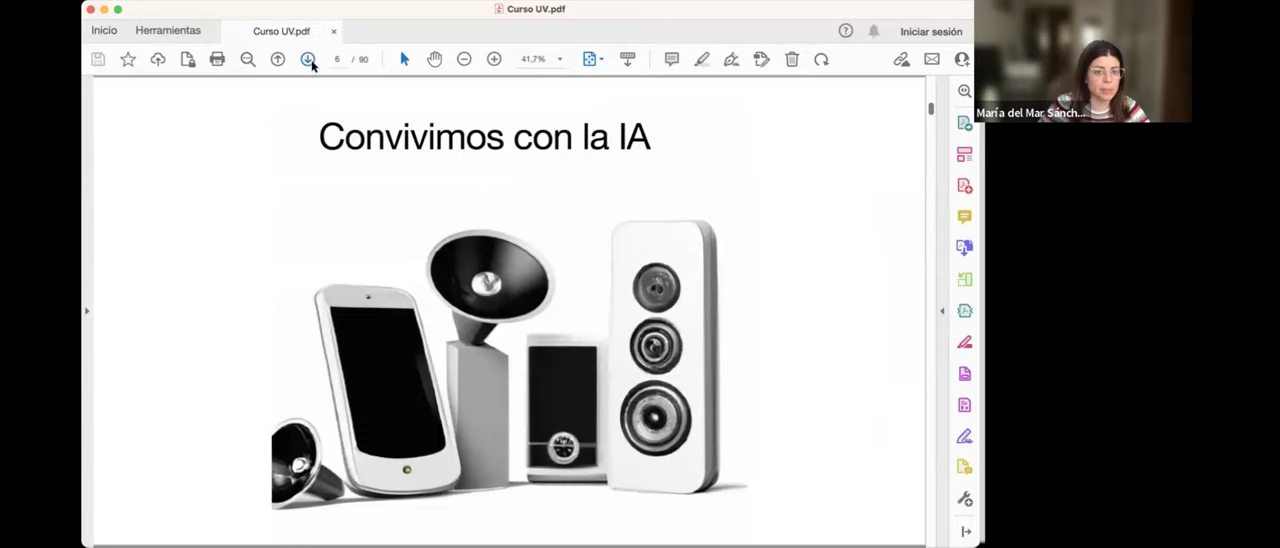 Curso UV.pdf
Inicio
Herramientas
Curso UV.pdf
Iniciar sesión
6 / 90
41,7%
María del Mar Sánch...
Convivimos con la IA